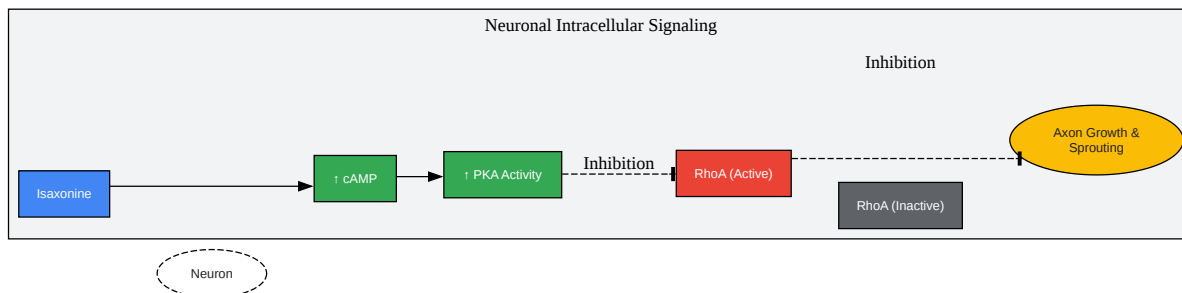 Neuronal Intracellular Signaling
Inhibition
Axon Growth &
Sprouting
Isaxonine
↑ cAMP
↑ PKA Activity
Inhibition
RhoA (Active)
RhoA (Inactive)
Neuron